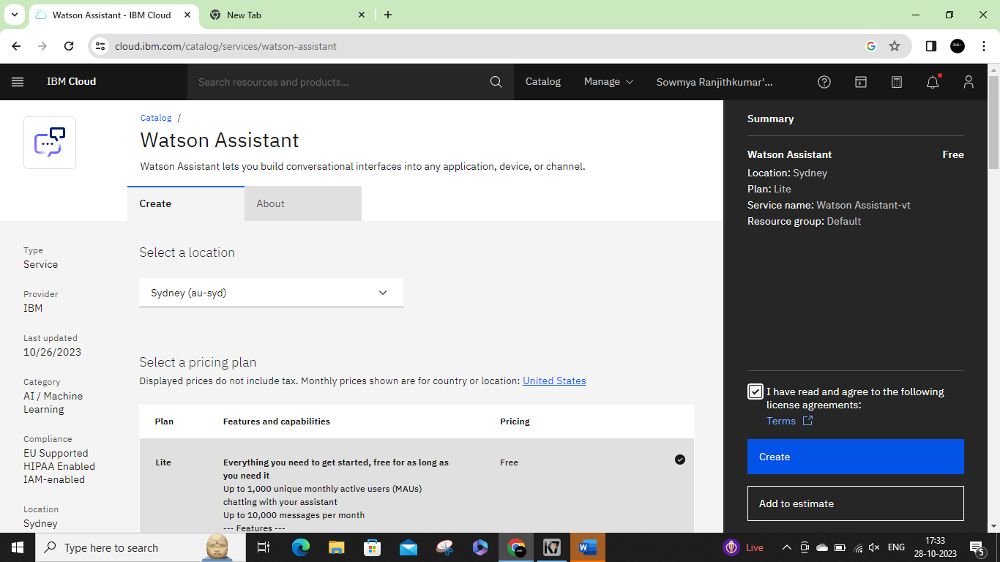 Watson Assistant - IBM Cloud
New Tab
cloud.ibm.com/catalog/services/watson-assistant
IBM Cloud
Search resources and products...
Catalog
Manage
Sowmya Ranjithkumar'...
Catalog /
Watson Assistant
Watson Assistant lets you build conversational interfaces into any application, device, or channel.
Create
About
Type
Service
Provider
IBM
Last updated
10/26/2023
Category
AI / Machine
Learning
Compliance
EU Supported
HIPAA Enabled
IAM-enabled
Location
Sydney
Select a location
Sydney (au-syd)
Select a pricing plan
Displayed prices do not include tax. Monthly prices shown are for country or location: United States
Plan
Features and capabilities
Pricing
Lite
Everything you need to get started, free for as long as
you need it
Up to 1,000 unique monthly active users (MAUs)
chatting with your assistant
Up to 10,000 messages per month
--- Features ---
Free
Summary
Watson Assistant
Free
Location: Sydney
Plan: Lite
Service name: Watson Assistant-vt
Resource group: Default
I have read and agree to the following
license agreements:
Terms
Create
Add to estimate
Type here to search
Live
ENG
17:33
28-10-2023
5